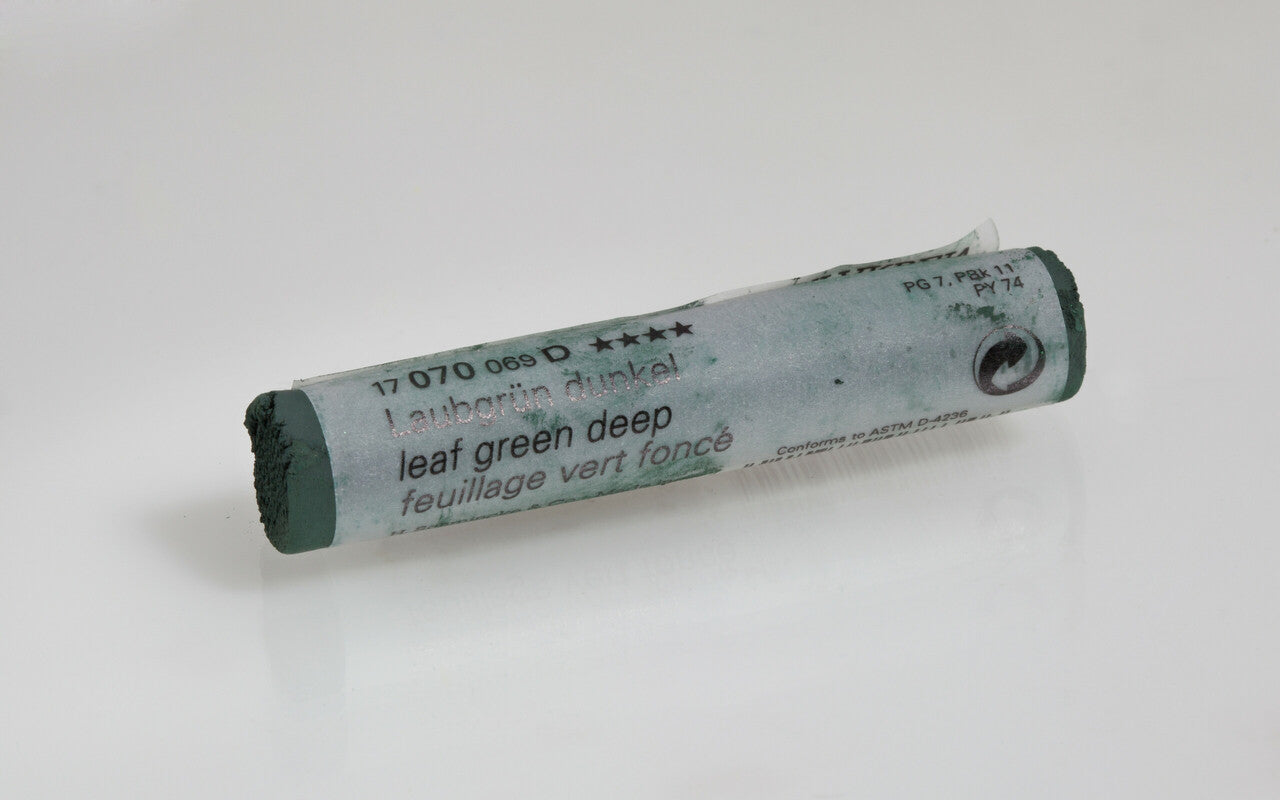 17 070 069 D ★★★★
Laubgrün dunkel
leaf green deep
feuillage vert foncé
PG 7, PBk 11
PY 74
Conforms to ASTM D-4236